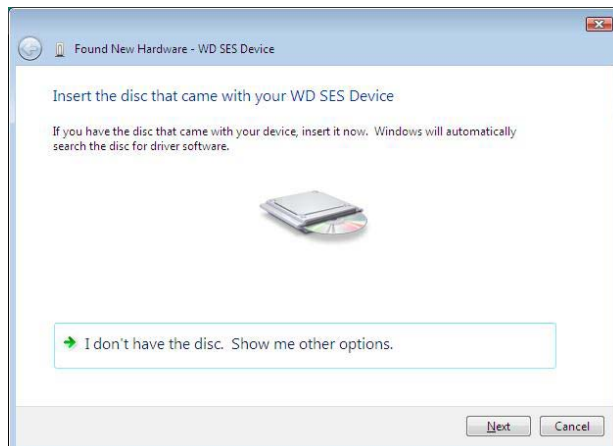 Found New Hardware - WD SES Device
Insert the disc that came with your WD SES Device
If you have the disc that came with your device, insert it now.  Windows will automatically
search the disc for driver software.
I don't have the disc.  Show me other options.
Next
Cancel